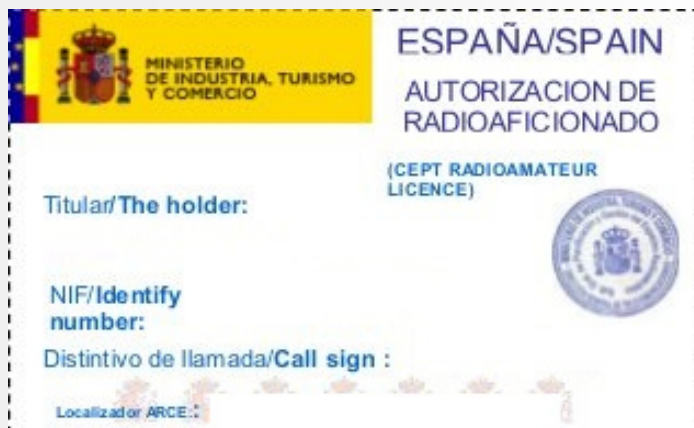 MINISTERIO
DE INDUSTRIA, TURISMO
Y COMERCIO
ESPAÑA/SPAIN
AUTORIZACION DE
RADIOAFICIONADO
(CEPT RADIOAMATEUR
LICENCE)
Titular/The holder:
NIF/Identify
number:
Distintivo de llamada/Call sign :
Localizador ARCE::